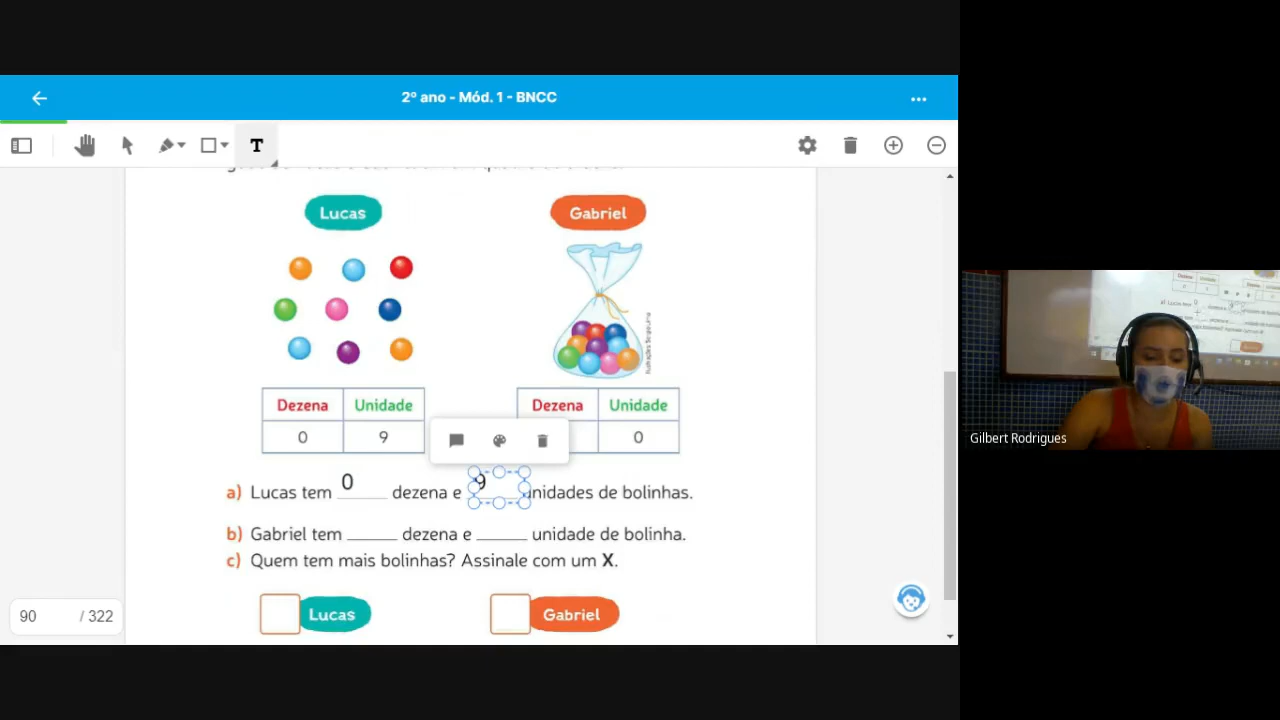 2º ano - Mód. 1 - BNCC
T
Lucas
Gabriel
Dezena Unidade
0 9
Dezena Unidade
0
a) Lucas tem 0 dezena e 9 unidades de bolinhas.
b) Gabriel tem ______ dezena e ______ unidade de bolinha.
c) Quem tem mais bolinhas? Assinale com um X.
Lucas
Gabriel
90 / 322
Gilbert Rodrigues